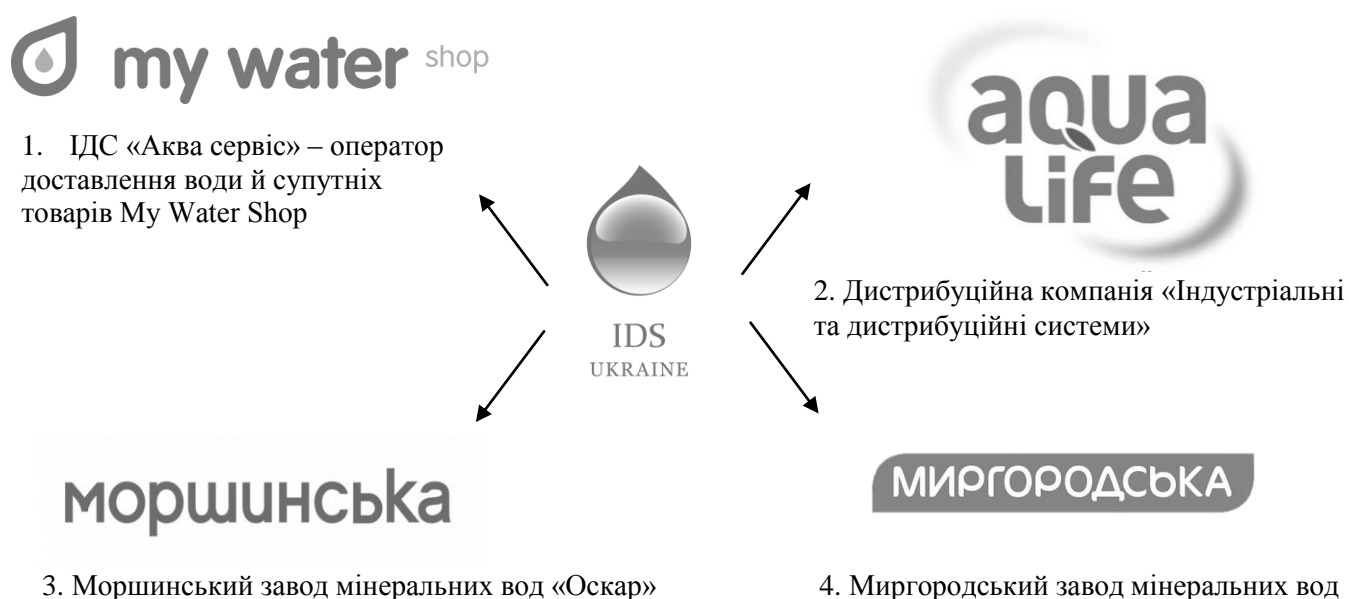 my water shop
1. ІДС «Аква сервіс» – оператор
доставлення води й супутніх
товарів My Water Shop
aqua
Life
2. Дистрибуційна компанія «Індустріальні
та дистрибуційні системи»
IDS
UKRAINE
моршинська
3. Моршинський завод мінеральних вод «Оскар»
МИРГОРОДСЬКА
4. Миргородський завод мінеральних вод